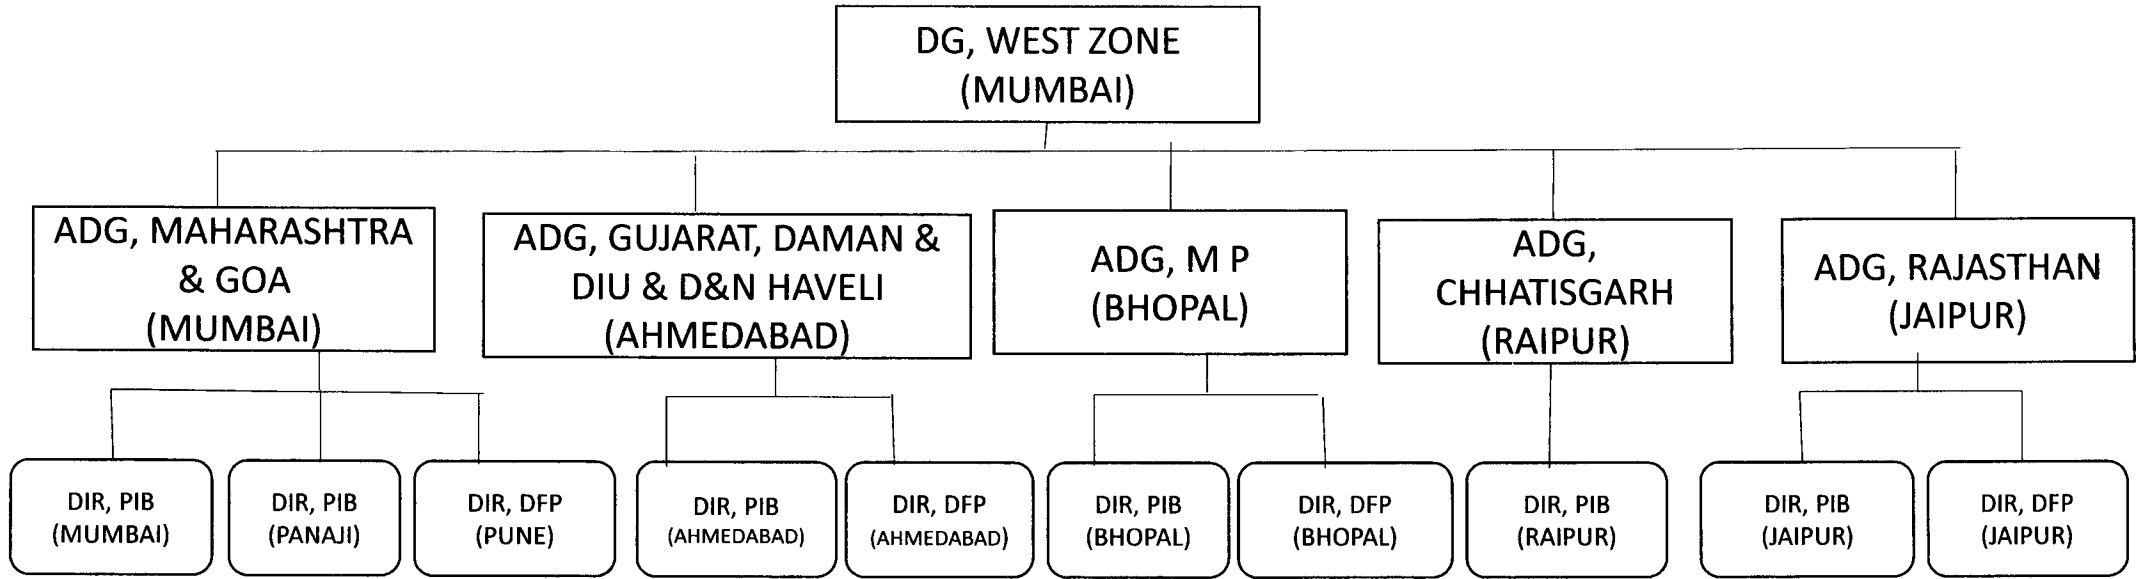 DG, WEST ZONE
(MUMBAI)
ADG, MAHARASHTRA
& GOA
(MUMBAI)
ADG, GUJARAT, DAMAN &
DIU & D&N HAVELI
(AHMEDABAD)
ADG, M P
(BHOPAL)
ADG,
CHHATISGARH
(RAIPUR)
ADG, RAJASTHAN
(JAIPUR)
DIR, PIB
(MUMBAI)
DIR, PIB
(PANAJI)
DIR, DFP
(PUNE)
DIR, PIB
(AHMEDABAD)
DIR, DFP
(AHMEDABAD)
DIR, PIB
(BHOPAL)
DIR, DFP
(BHOPAL)
DIR, PIB
(RAIPUR)
DIR, PIB
(JAIPUR)
DIR, DFP
(JAIPUR)